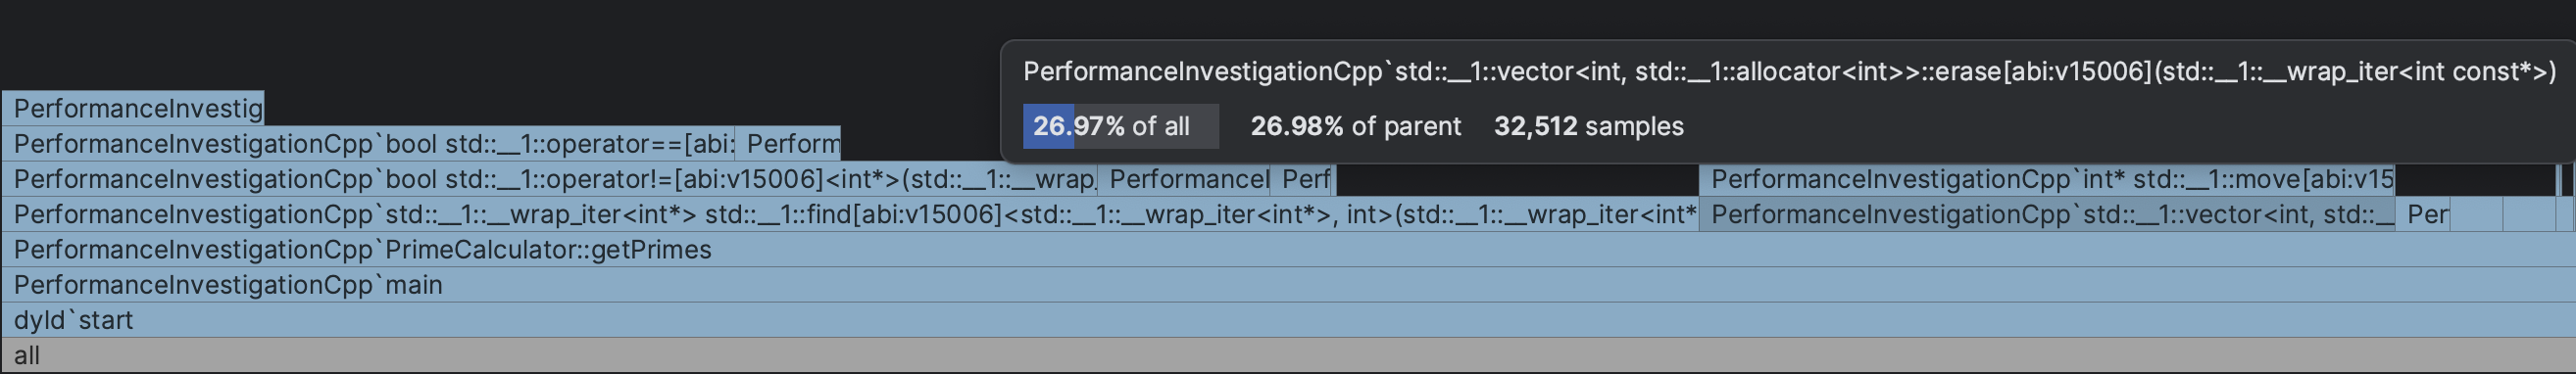 PerformanceInvestigationCpp`std::__1::vector<int, std::__1::allocator<int>>::erase[abi:v15006](std::__1::__wrap_iter<int const*>)
26.97% of all 26.98% of parent 32,512 samples
PerformanceInvestig
PerformanceInvestigationCpp`bool std::__1::operator==[abi: Perform
PerformanceInvestigationCpp`bool std::__1::operator!=[abi:v15006]<int*>(std::__1::__wrap_ Performancel Perf PerformanceInvestigationCpp`int* std::__1::move[abi:v15
PerformanceInvestigationCpp`std::__1::__wrap_iter<int*> std::__1::find[abi:v15006]<std::__1::__wrap_iter<int*>, int>(std::__1::__wrap_iter<int* PerformanceInvestigationCpp`std::__1::vector<int, std::__ Per
PerformanceInvestigationCpp`PrimeCalculator::getPrimes
PerformanceInvestigationCpp`main
dyld`start
all